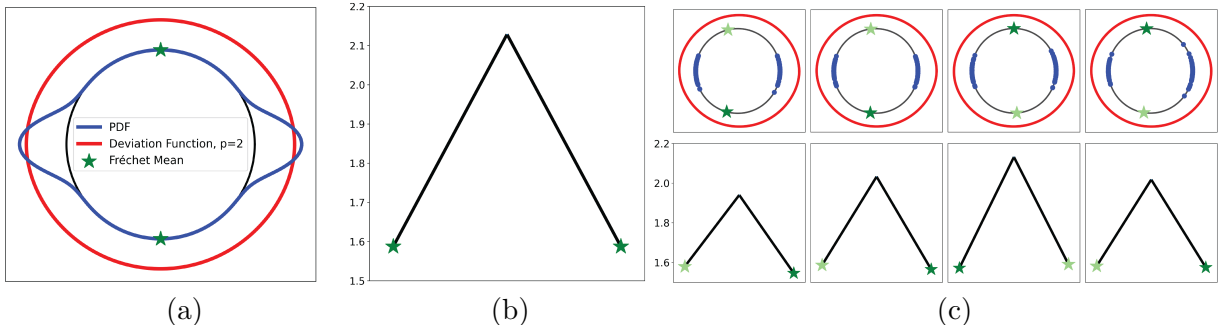 PDF
Deviation Function, p=2
Fréchet Mean
(a)
2.2
2.1
2.0
1.9
1.8
1.7
1.6
1.5
(b)
2.2
2.0
1.8
1.6
(c)